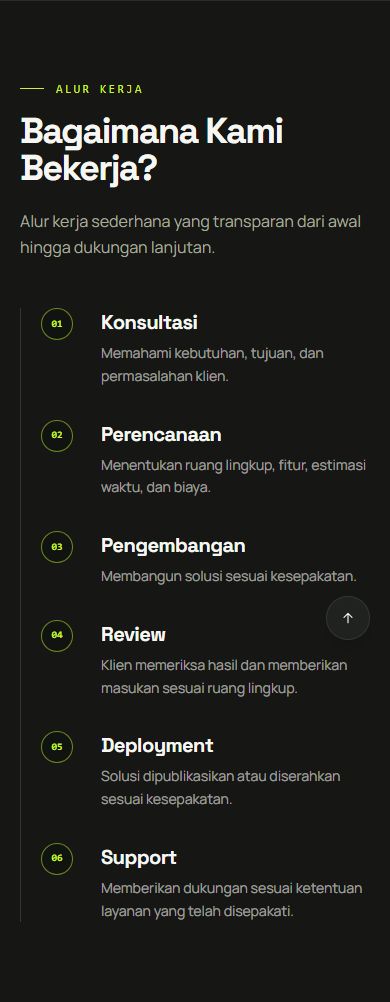 ALUR KERJA
Bagaimana Kami
Bekerja?
Alur kerja sederhana yang transparan dari awal
hingga dukungan lanjutan.
01
Konsultasi
Memahami kebutuhan, tujuan, dan
permasalahan klien.
02
Perencanaan
Menentukan ruang lingkup, fitur, estimasi
waktu, dan biaya.
03
Pengembangan
Membangun solusi sesuai kesepakatan.
04
Review
Klien memeriksa hasil dan memberikan
masukan sesuai ruang lingkup.
05
Deployment
Solusi dipublikasikan atau diserahkan
sesuai kesepakatan.
06
Support
Memberikan dukungan sesuai ketentuan
layanan yang telah disepakati.